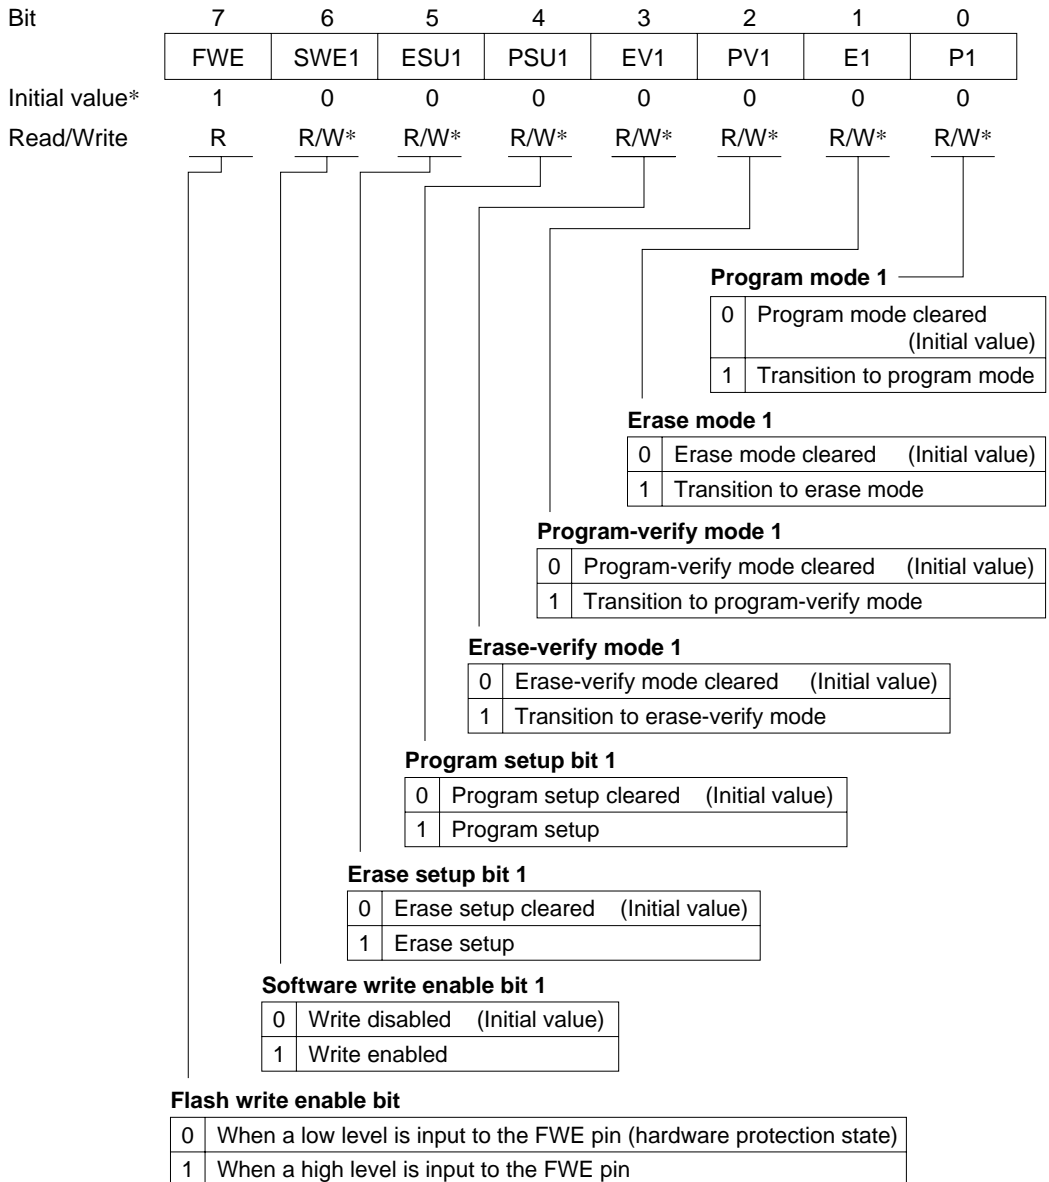 Bit 7 6 5 4 3 2 1 0
FWE SWE1 ESU1 PSU1 EV1 PV1 E1 P1
Initial value* 1 0 0 0 0 0 0 0
Read/Write R R/W* R/W* R/W* R/W* R/W* R/W* R/W*
Program mode 1
0 Program mode cleared
(Initial value)
1 Transition to program mode
Erase mode 1
0 Erase mode cleared (Initial value)
1 Transition to erase mode
Program-verify mode 1
0 Program-verify mode cleared (Initial value)
1 Transition to program-verify mode
Erase-verify mode 1
0 Erase-verify mode cleared (Initial value)
1 Transition to erase-verify mode
Program setup bit 1
0 Program setup cleared (Initial value)
1 Program setup
Erase setup bit 1
0 Erase setup cleared (Initial value)
1 Erase setup
Software write enable bit 1
0 Write disabled (Initial value)
1 Write enabled
Flash write enable bit
0 When a low level is input to the FWE pin (hardware protection state)
1 When a high level is input to the FWE pin